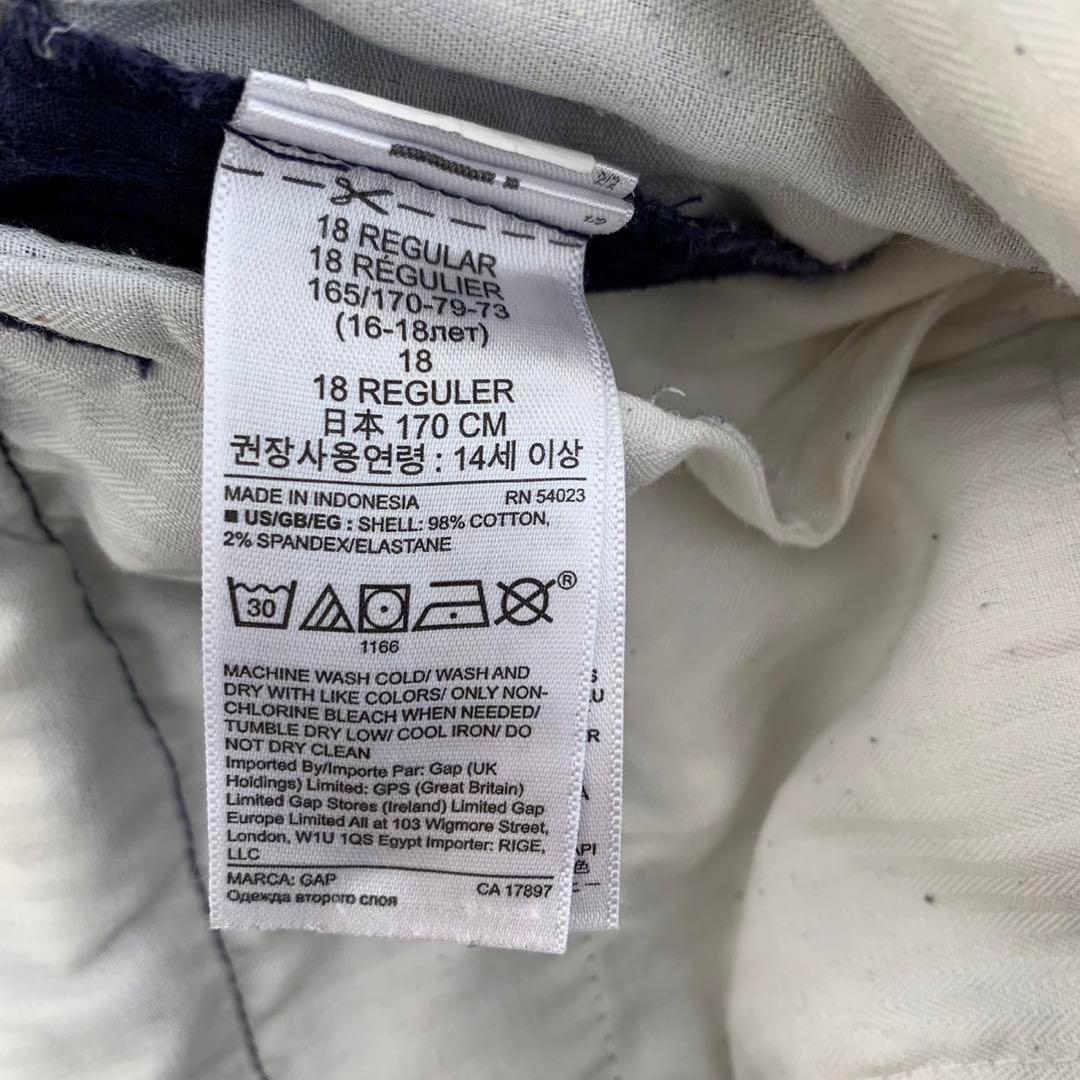 18 REGULAR
18 RÉGULIER
165/170-79-73
(16-18лет)
18
18 REGULER
日本 170 CM
권장사용연령 : 14세 이상
MADE IN INDONESIA RN 54023
■ US/GB/EG : SHELL: 98% COTTON,
2% SPANDEX/ELASTANE
30
®
1166
MACHINE WASH COLD/ WASH AND
DRY WITH LIKE COLORS/ ONLY NON-
CHLORINE BLEACH WHEN NEEDED/
TUMBLE DRY LOW/ COOL IRON/ DO
NOT DRY CLEAN
Imported By/Importe Par: Gap (UK
Holdings) Limited: GPS (Great Britain)
Limited Gap Stores (Ireland) Limited Gap
Europe Limited All at 103 Wigmore Street,
London, W1U 1QS Egypt Importer: RIGE,
LLC
MARCA: GAP CA 17897
Одежда второго слоя